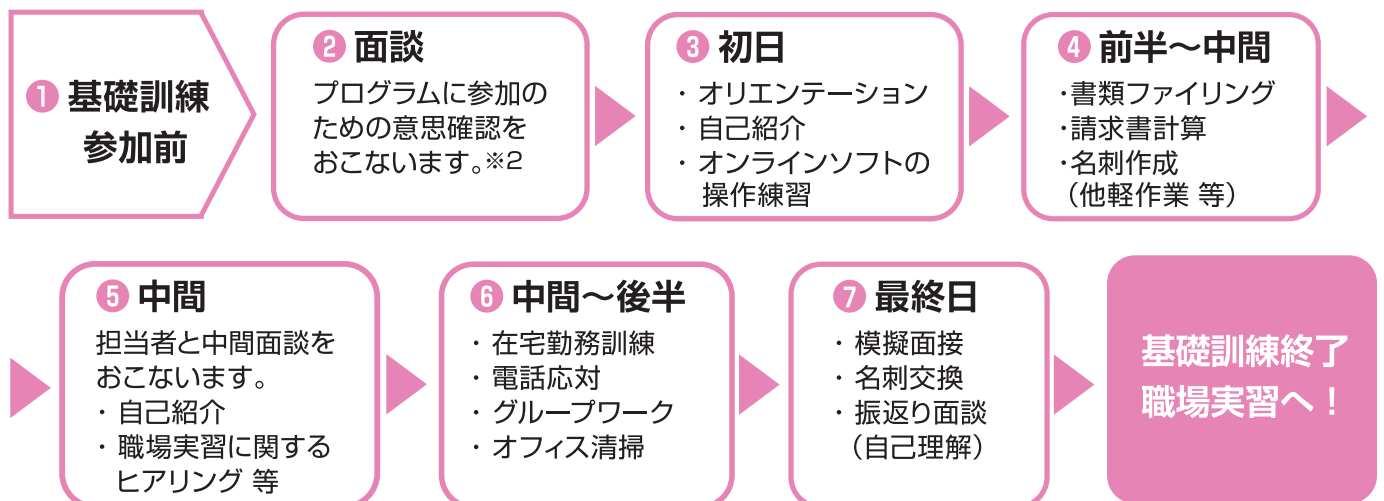 ❶ 基礎訓練
参加前
❷ 面談
プログラムに参加の
ための意思確認を
おこないます。※2
❸ 初日
・オリエンテーション
・自己紹介
・オンラインソフトの
操作練習
❹ 前半〜中間
・書類ファイリング
・請求書計算
・名刺作成
（他軽作業 等）
❺ 中間
担当者と中間面談を
おこないます。
・自己紹介
・職場実習に関する
ヒアリング 等
❻ 中間〜後半
・在宅勤務訓練
・電話応対
・グループワーク
・オフィス清掃
❼ 最終日
・模擬面接
・名刺交換
・振返り面談
（自己理解）
基礎訓練終了
職場実習へ！